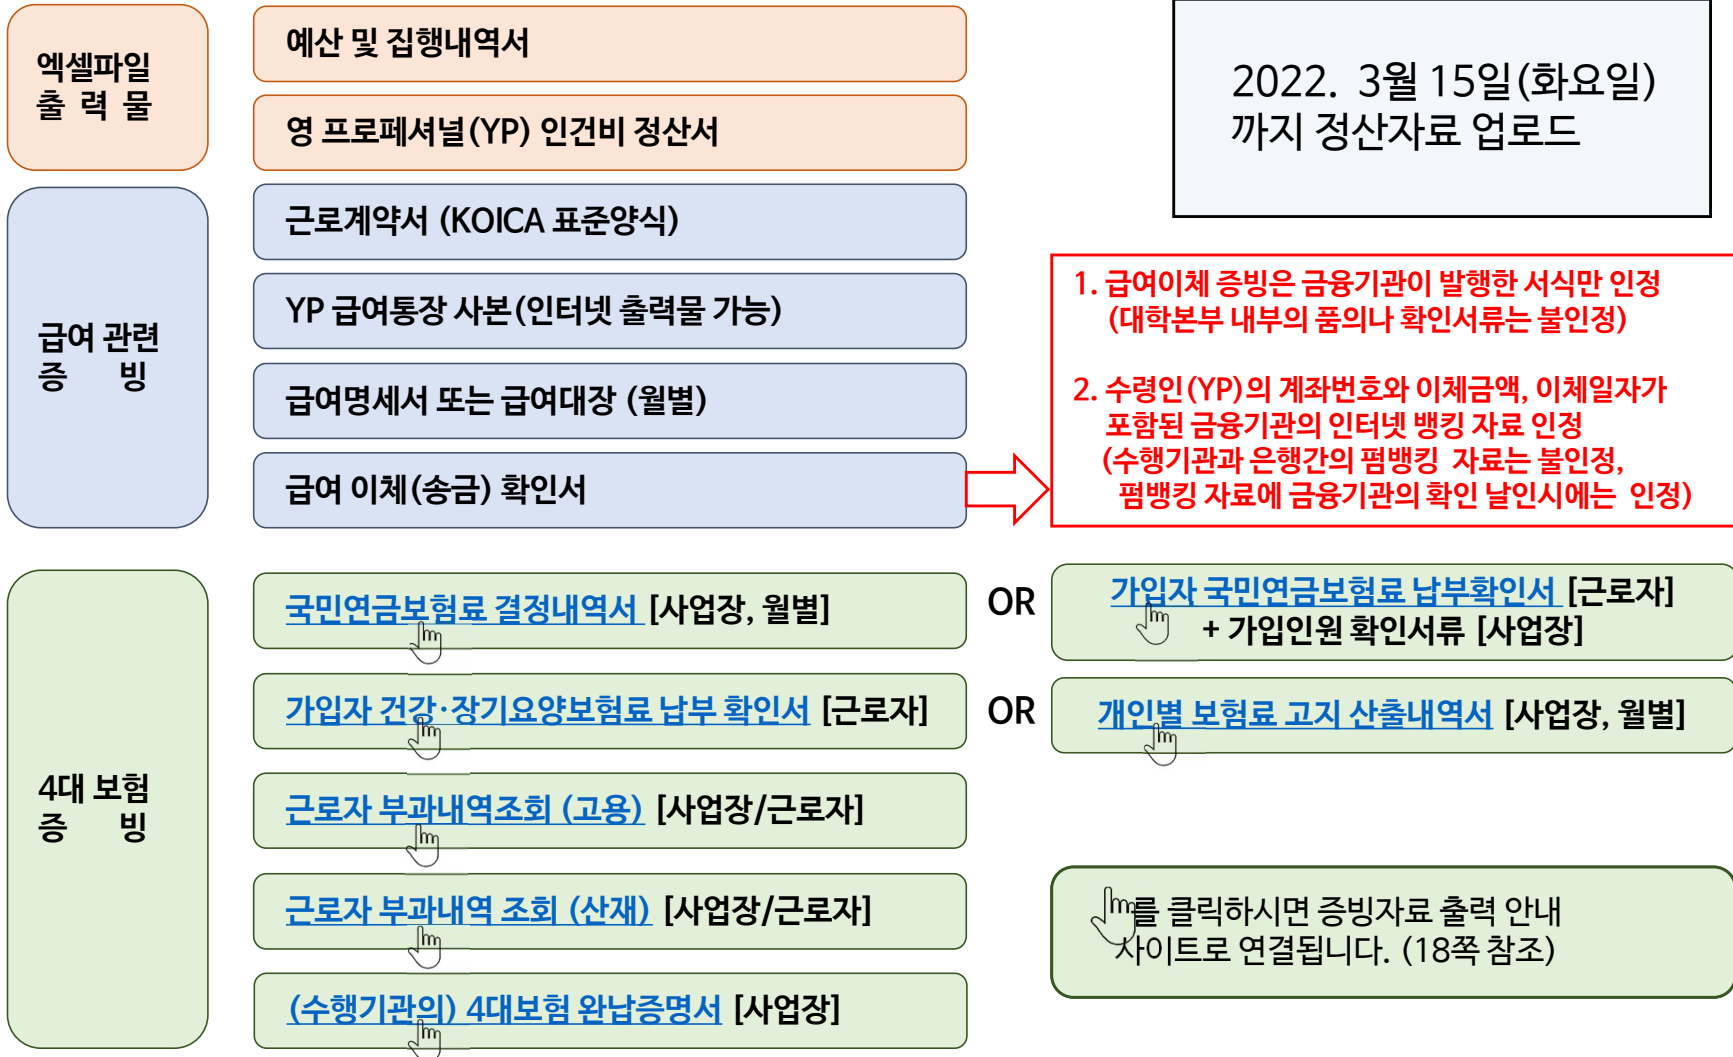 엑셀파일
출 력 물
예산 및 집행내역서
영 프로페셔널(YP) 인건비 정산서
2022. 3월 15일(화요일)
까지 정산자료 업로드
급여 관련
증 빙
근로계약서 (KOICA 표준양식)
YP 급여통장 사본(인터넷 출력물 가능)
급여명세서 또는 급여대장 (월별)
급여 이체(송금) 확인서
1. 급여이체 증빙은 금융기관이 발행한 서식만 인정
(대학본부 내부의 품의나 확인서류는 불인정)
2. 수령인(YP)의 계좌번호와 이체금액, 이체일자가
포함된 금융기관의 인터넷 뱅킹 자료 인정
(수행기관과 은행간의 펌뱅킹 자료는 불인정,
펌뱅킹 자료에 금융기관의 확인 날인시에는 인정)
4대 보험
증 빙
국민연금보험료 결정내역서 [사업장, 월별]
OR
가입자 국민연금보험료 납부확인서 [근로자]
+ 가입인원 확인서류 [사업장]
가입자 건강·장기요양보험료 납부 확인서 [근로자]
OR
개인별 보험료 고지 산출내역서 [사업장, 월별]
근로자 부과내역조회 (고용) [사업장/근로자]
근로자 부과내역 조회 (산재) [사업장/근로자]
(수행기관의) 4대보험 완납증명서 [사업장]
를 클릭하시면 증빙자료 출력 안내
사이트로 연결됩니다. (18쪽 참조)